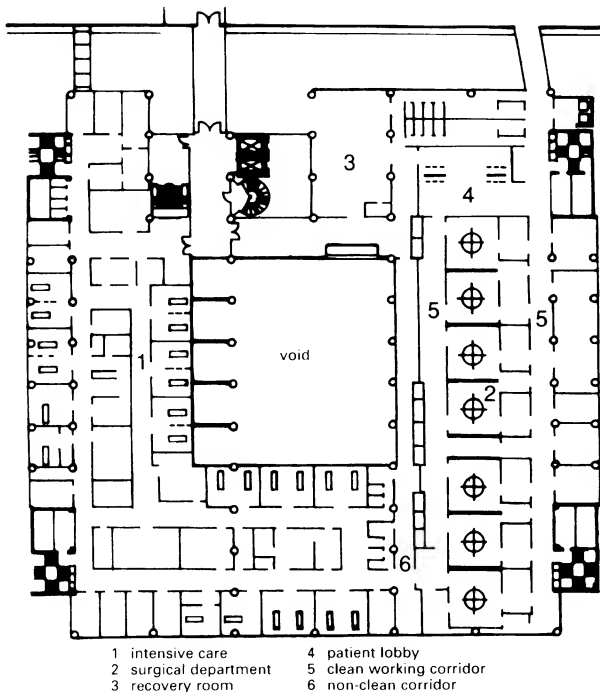 3
4
5
5
1
void
2
6
1 intensive care
2 surgical department
3 recovery room
4 patient lobby
5 clean working corridor
6 non-clean corridor